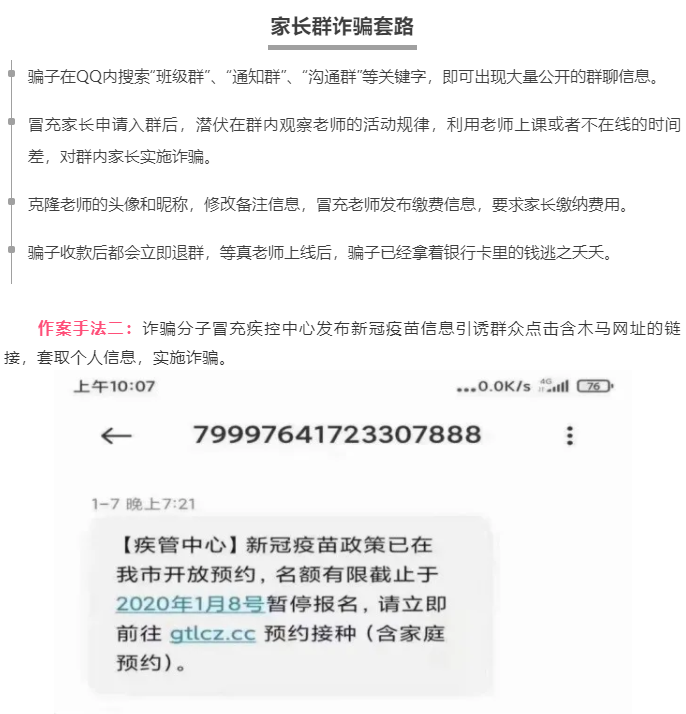 家长群诈骗套路
骗子在QQ内搜索“班级群”、“通知群”、“沟通群”等关键字，即可出现大量公开的群聊信息。
冒充家长申请入群后，潜伏在群内观察老师的活动规律，利用老师上课或者不在线的时间
差，对群内家长实施诈骗。
克隆老师的头像和昵称，修改备注信息，冒充老师发布缴费信息，要求家长缴纳费用。
骗子收款后都会立即退群，等真老师上线后，骗子已经拿着银行卡里的钱逃之夭夭。
作案手法二：诈骗分子冒充疾控中心发布新冠疫苗信息引诱群众点击含木马网址的链
接，套取个人信息，实施诈骗。
上午10:07 ...0.0K/s 4G 76
79997641723307888
1-7 晚上7:21
【疾管中心】新冠疫苗政策已在
我市开放预约，名额有限截止于
2020年1月8号暂停报名，请立即
前往 gtlcz.cc 预约接种（含家庭
预约）。